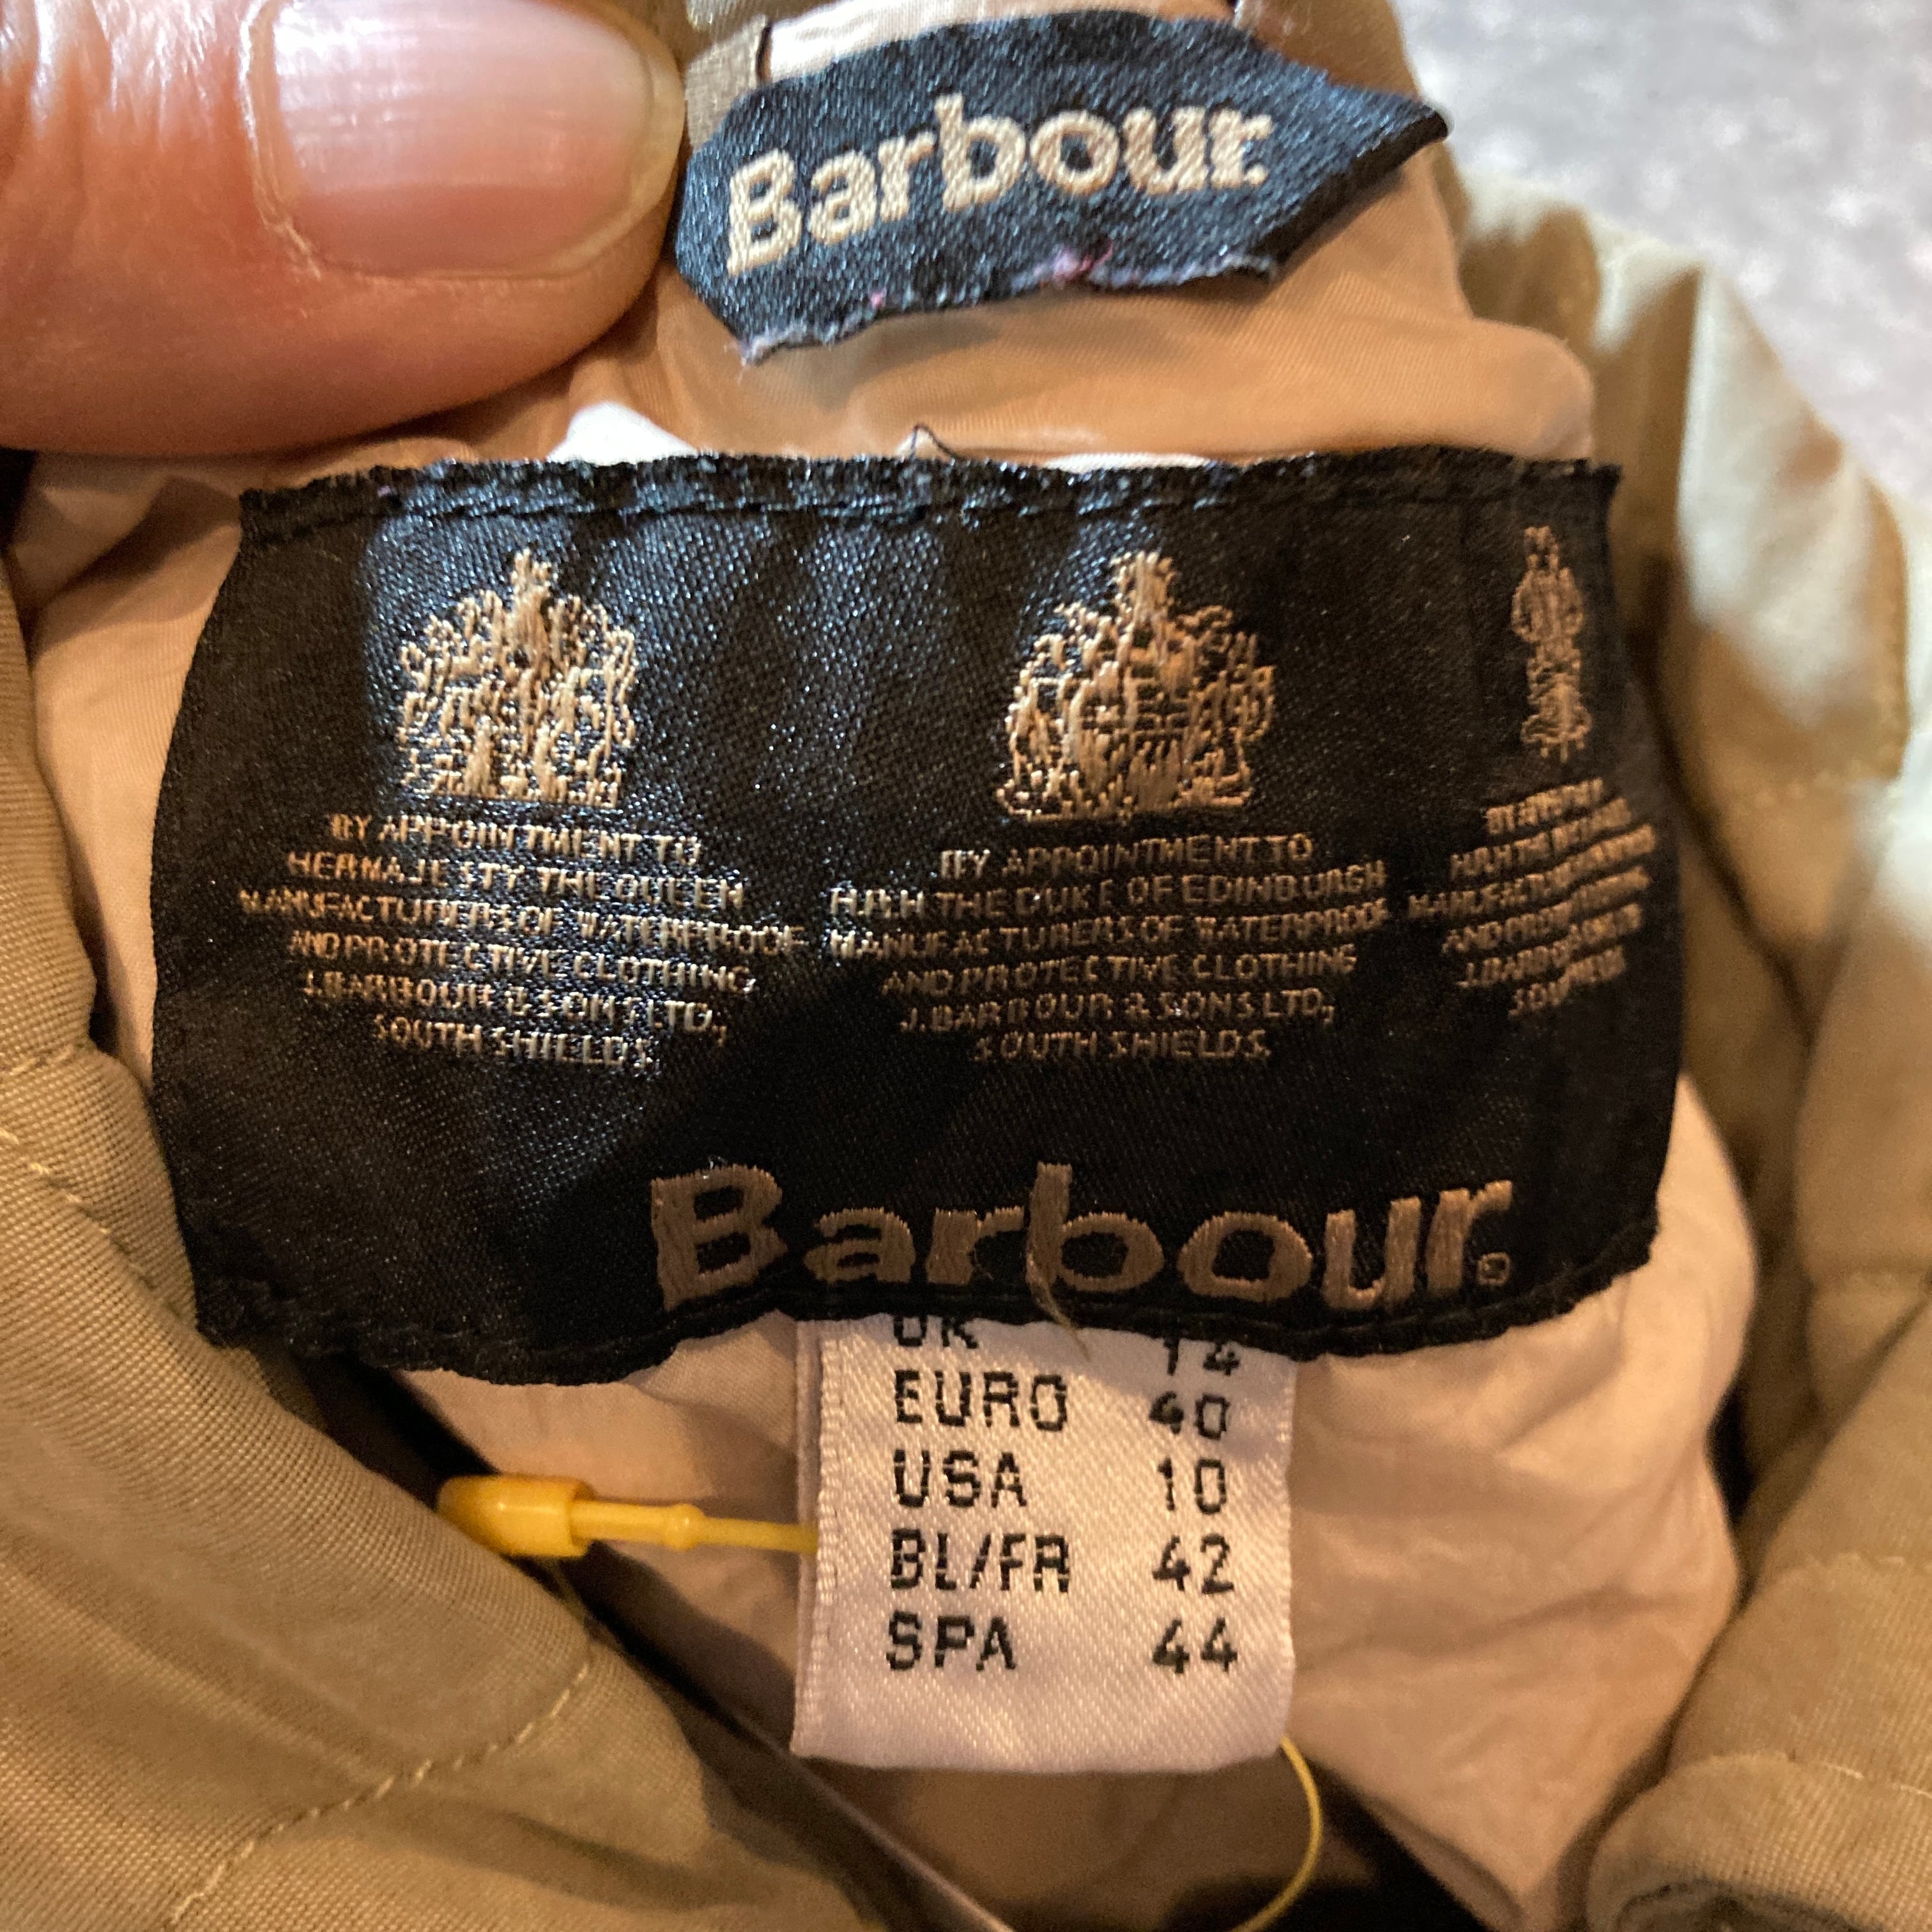 Barbour
BY APPOINTMENT TO
HER MAJESTY THE QUEEN
MANUFACTURERS OF WATERPROOF
AND PROTECTIVE CLOTHING
J.BARBOUR & SONS LTD.,
SOUTH SHIELDS.
BY APPOINTMENT TO
H.R.H THE DUKE OF EDINBURGH
MANUFACTURERS OF WATERPROOF
AND PROTECTIVE CLOTHING
J.BARBOUR & SONS LTD.,
SOUTH SHIELDS.
Barbour
UK 14
EURO 40
USA 10
BL/FR 42
SPA 44